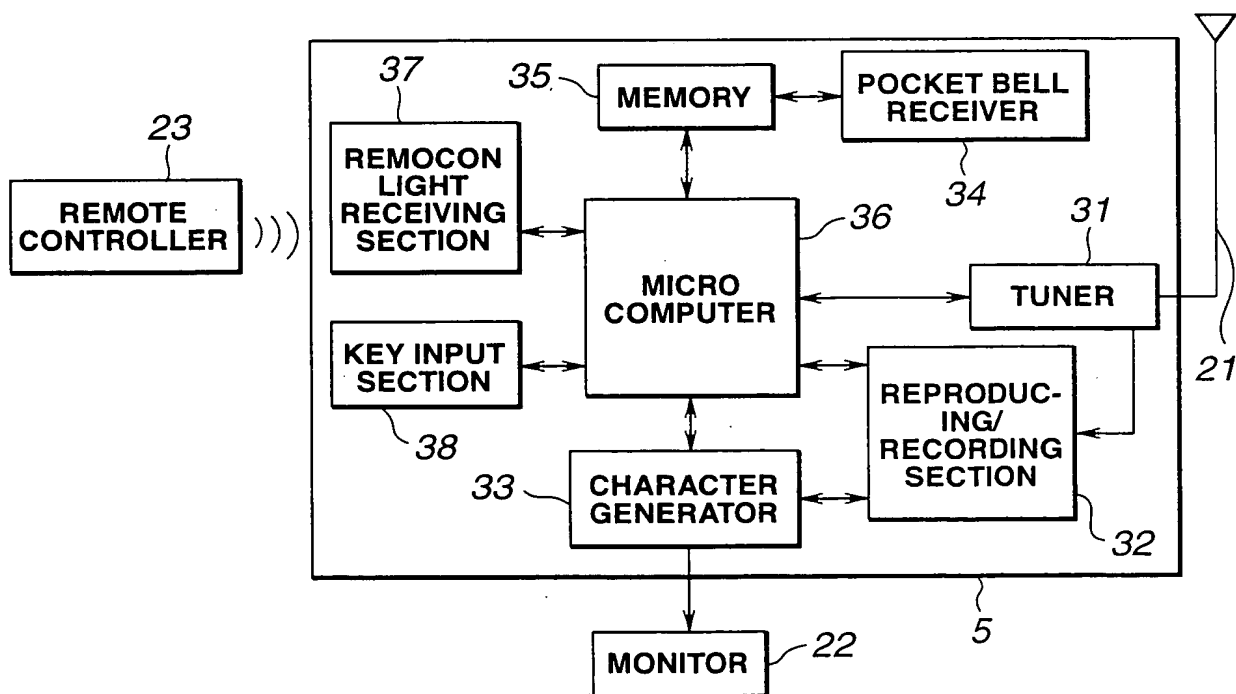 37
35
MEMORY
POCKET BELL
RECEIVER
23
REMOCON
LIGHT
RECEIVING
SECTION
34
REMOTE
CONTROLLER
36
31
MICRO
COMPUTER
TUNER
KEY INPUT
SECTION
21
38
REPRODUC-
ING/
RECORDING
SECTION
33
CHARACTER
GENERATOR
32
5
MONITOR
22